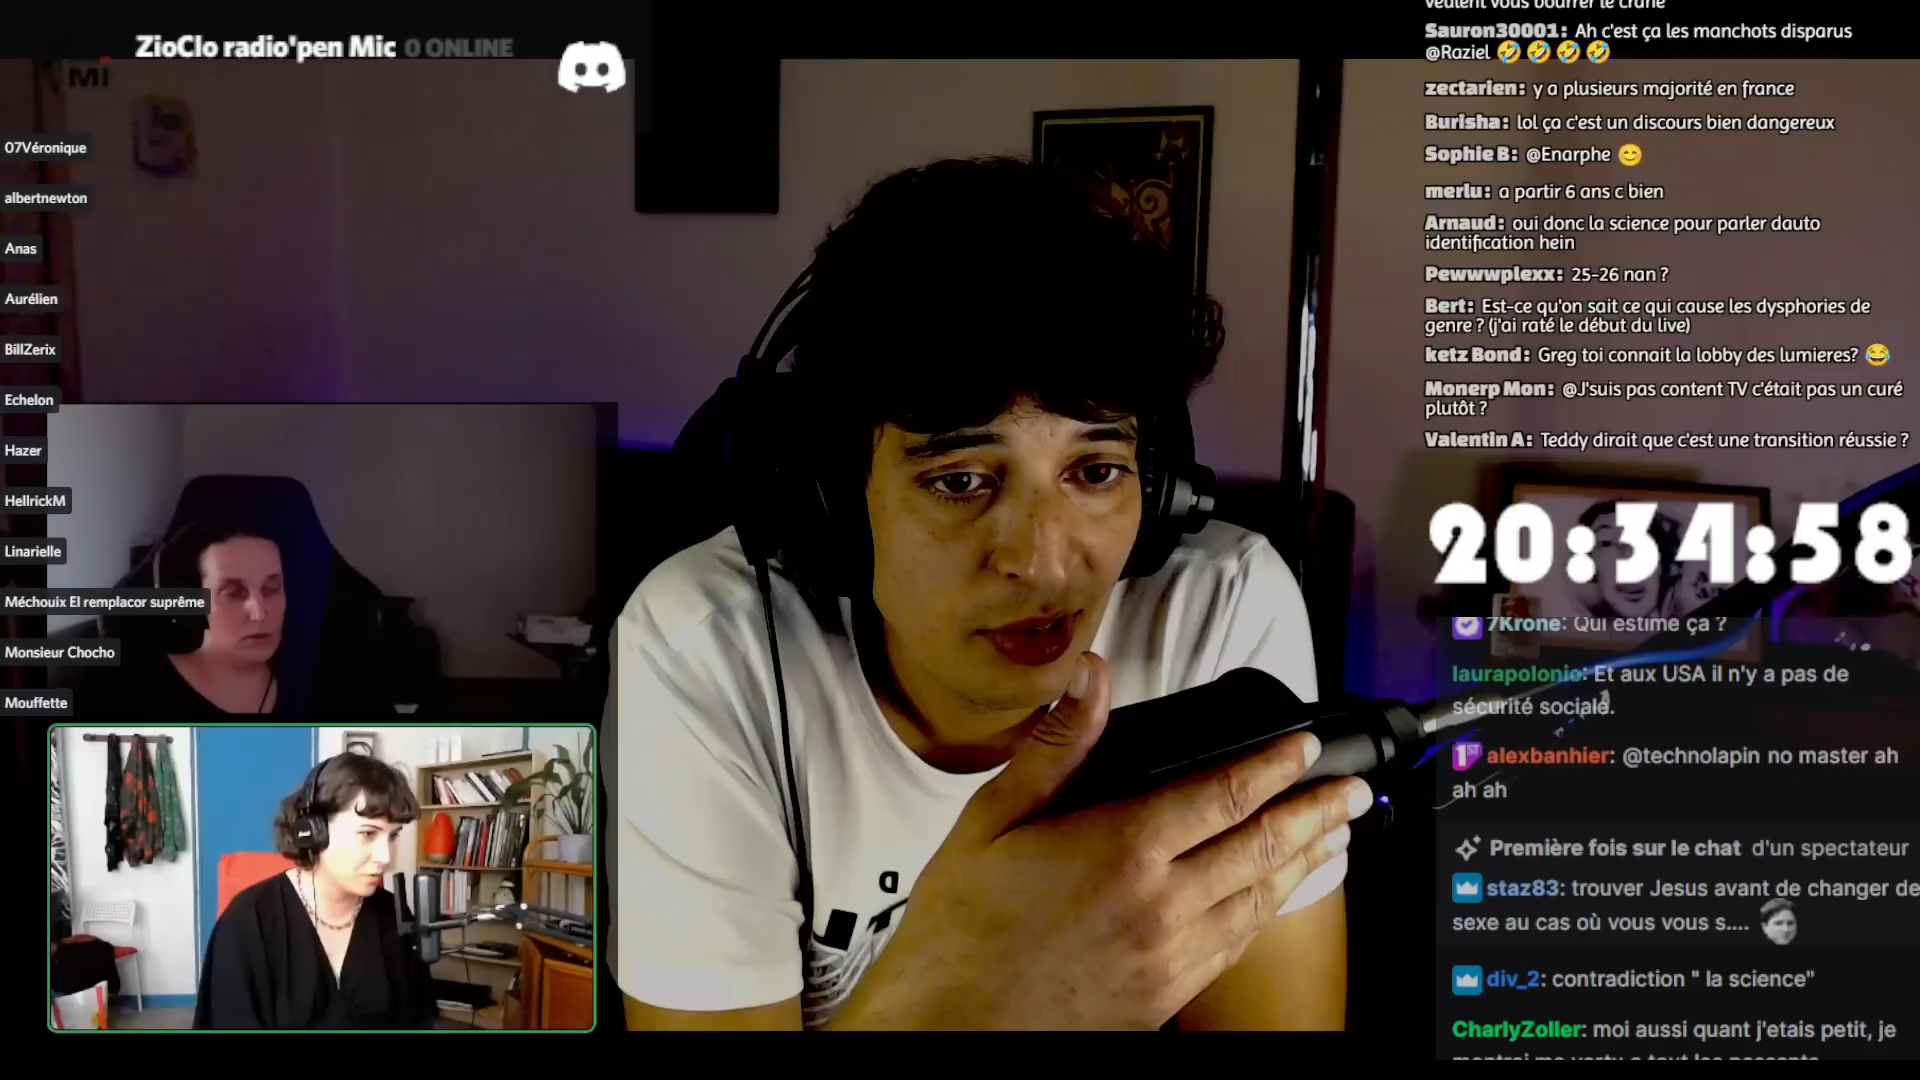 ZioClo radio'pen Mic 0 ONLINE
MI
07Véronique
albertnewton
Anas
Aurélien
BillZerix
Echelon
Hazer
HellrickM
Linarielle
Méchouix El remplacor suprême
Monsieur Chocho
Mouffette
veulent vous bourrer le crane
Sauron30001: Ah c'est ça les manchots disparus
@Raziel 🤣 🤣 🤣 🤣
zectarien: y a plusieurs majorité en france
Burisha: lol ça c'est un discours bien dangereux
Sophie B: @Enarphe 😊
merlu: a partir 6 ans c bien
Arnaud: oui donc la science pour parler dauto
identification hein
Pewwwplexx: 25-26 nan ?
Bert: Est-ce qu'on sait ce qui cause les dysphories de
genre ? (j'ai raté le début du live)
ketz Bond: Greg toi connait la lobby des lumieres? 😂
Monerp Mon: @J'suis pas content TV c'était pas un curé
plutôt ?
Valentin A: Teddy dirait que c'est une transition réussie ?
20:34:58
7Krone: Qui estime ça ?
laurapolonio: Et aux USA il n'y a pas de
sécurité sociale.
1ST alexbanhier: @technolapin no master ah
ah ah
Première fois sur le chat d'un spectateur
staz83: trouver Jesus avant de changer de
sexe au cas où vous vous s....
div_2: contradiction " la science"
CharlyZoller: moi aussi quant j'etais petit, je